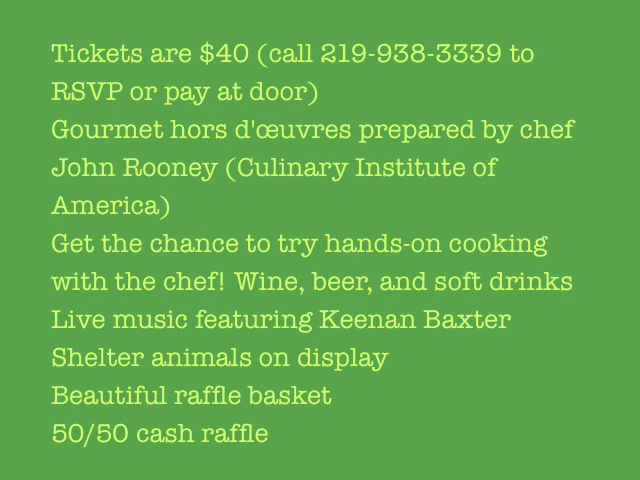 Tickets are $40 (call 219-938-3339 to
RSVP or pay at door)
Gourmet hors d'œuvres prepared by chef
John Rooney (Culinary Institute of
America)
Get the chance to try hands-on cooking
with the chef! Wine, beer, and soft drinks
Live music featuring Keenan Baxter
Shelter animals on display
Beautiful raffle basket
50/50 cash raffle